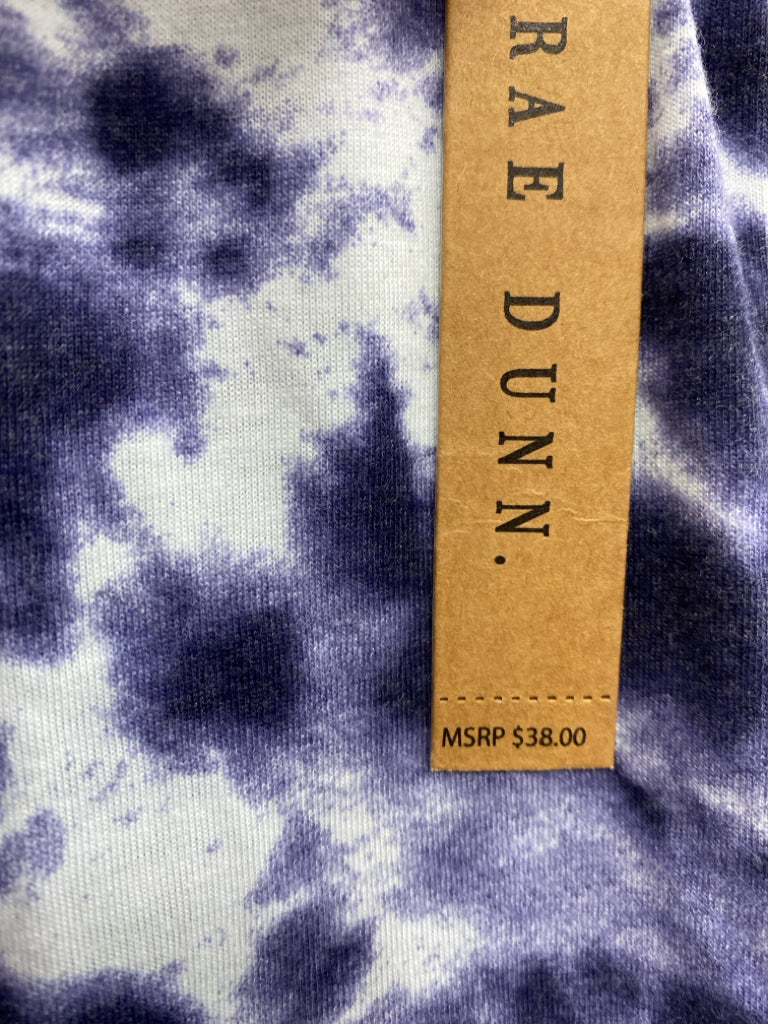 RAE DUNN.
MSRP $38.00